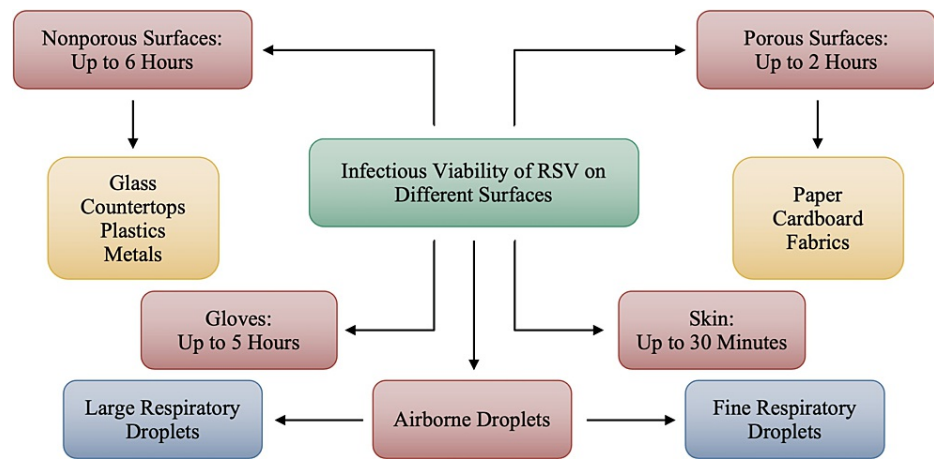 Nonporous Surfaces:
Up to 6 Hours
Porous Surfaces:
Up to 2 Hours
Infectious Viability of RSV on
Different Surfaces
Glass
Countertops
Plastics
Metals
Paper
Cardboard
Fabrics
Gloves:
Up to 5 Hours
Skin:
Up to 30 Minutes
Large Respiratory
Droplets
Airborne Droplets
Fine Respiratory
Droplets